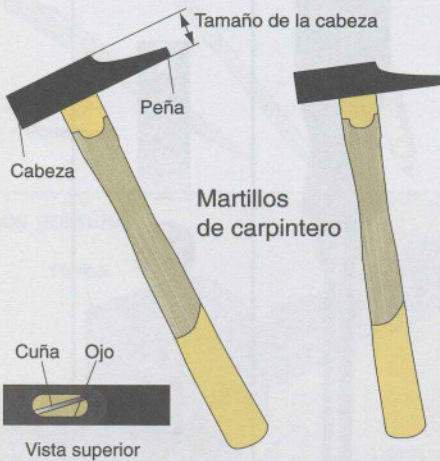 Tamaño de la cabeza
Peña
Cabeza
Martillos
de carpintero
Cuña
Ojo
Vista superior